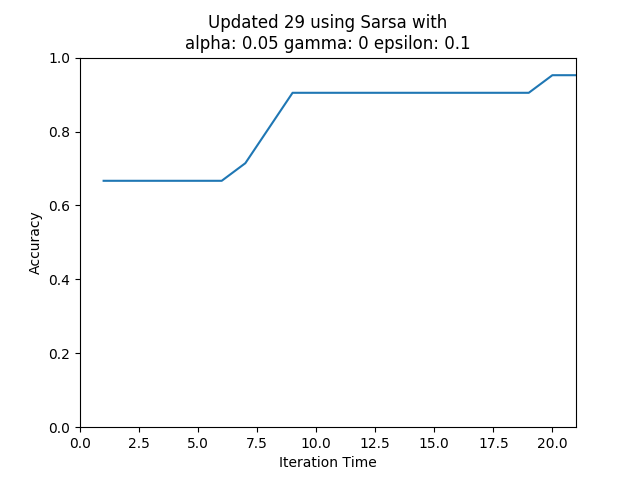 Updated 29 using Sarsa with
alpha: 0.05 gamma: 0 epsilon: 0.1
1.0
0.8
0.6
0.4
0.2
0.0
Accuracy
0.0 2.5 5.0 7.5 10.0 12.5 15.0 17.5 20.0
Iteration Time